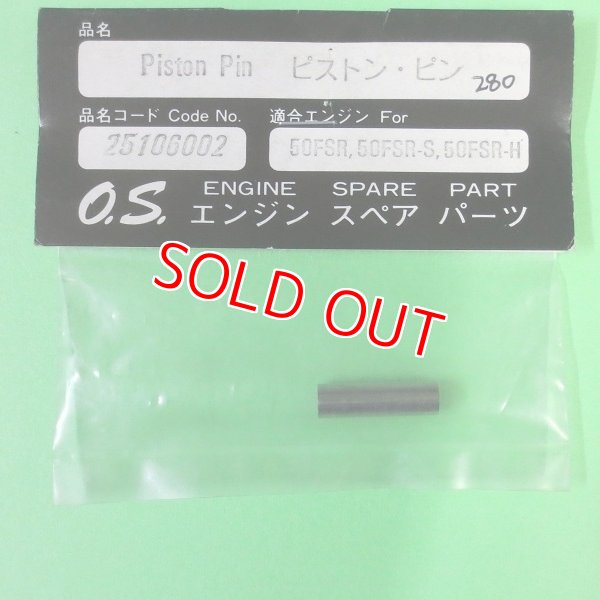 品名
Piston Pin ピストン・ピン 280
品名コード Code No. 適合エンジン For
25106002 50FSR, 50FSR-S, 50FSR-H
O.S. ENGINE SPARE PART
エンジン スペア パーツ
SOLD OUT